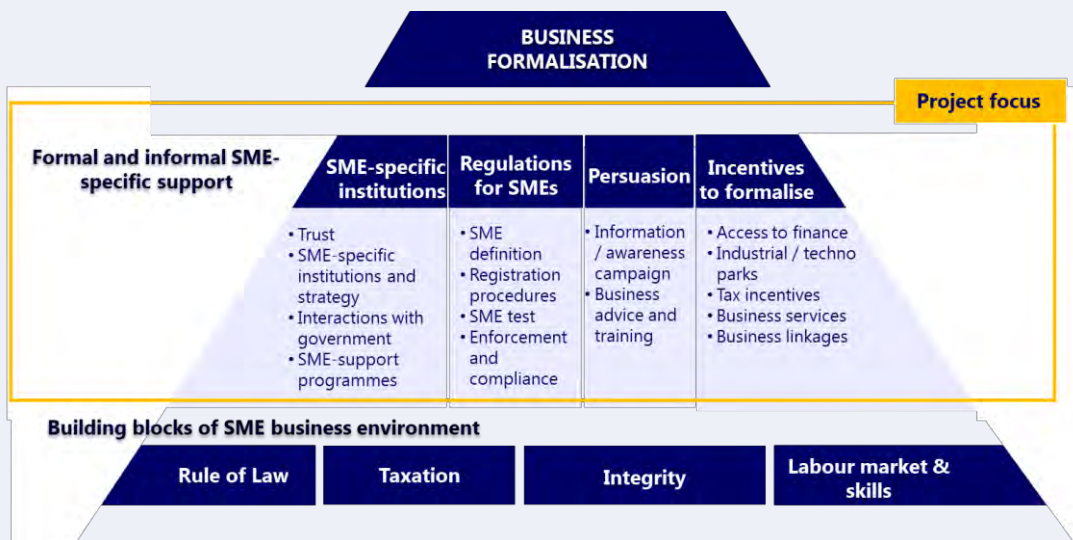 BUSINESS
FORMALISATION
Project focus
Formal and informal SME-
specific support
SME-specific
institutions
Regulations
for SMEs
Persuasion
Incentives
to formalise
• Trust
• SME-specific
institutions and
strategy
• Interactions with
government
• SME-support
programmes
• SME
definition
• Registration
procedures
• SME test
• Enforcement
and
compliance
• Information
/ awareness
campaign
• Business
advice and
training
• Access to finance
• Industrial / techno
parks
• Tax incentives
• Business services
• Business linkages
Building blocks of SME business environment
Rule of Law
Taxation
Integrity
Labour market &
skills